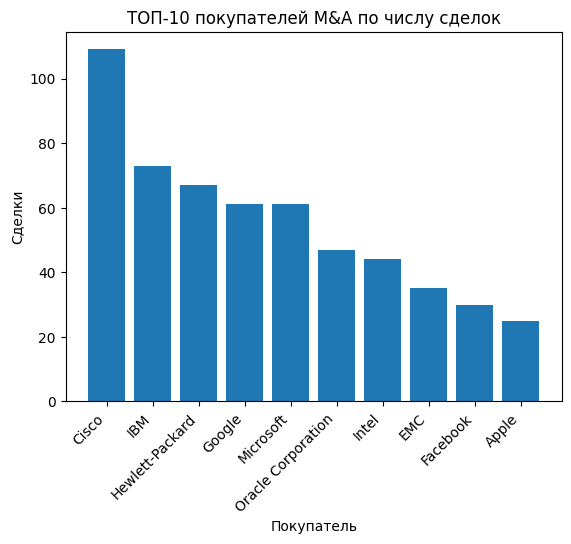 ТОП-10 покупателей M&A по числу сделок
Сделки
100
80
60
40
20
0
Cisco
IBM
Hewlett-Packard
Google
Microsoft
Oracle Corporation
Intel
EMC
Facebook
Apple
Покупатель